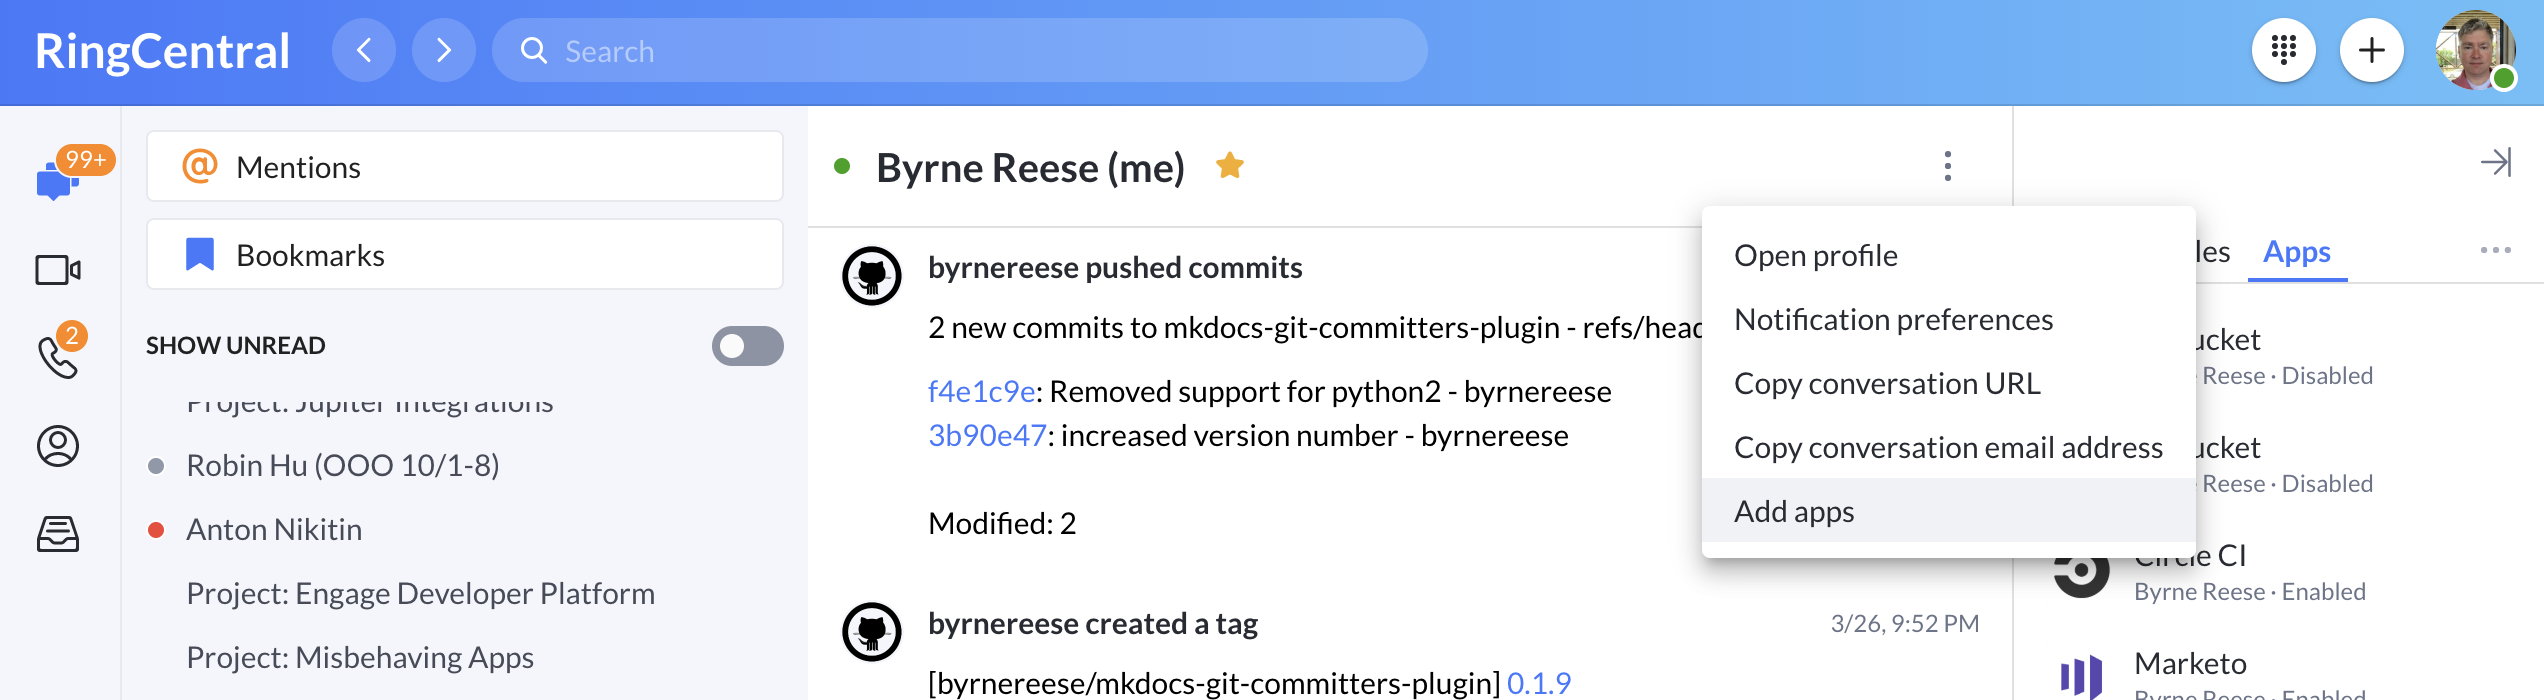 RingCentral
Search
99+
2
@ Mentions
Bookmarks
SHOW UNREAD
Project: Jupiter Integrations
Robin Hu (OOO 10/1-8)
Anton Nikitin
Project: Engage Developer Platform
Project: Misbehaving Apps
Byrne Reese (me)
byrnereese pushed commits
2 new commits to mkdocs-git-committers-plugin - refs/head
f4e1c9e: Removed support for python2 - byrnereese
3b90e47: increased version number - byrnereese
Modified: 2
byrnereese created a tag
3/26, 9:52 PM
[byrnereese/mkdocs-git-committers-plugin] 0.1.9
Open profile
Notification preferences
Copy conversation URL
Copy conversation email address
Add apps
les
Apps
ucket
Reese · Disabled
ucket
Reese · Disabled
Circle CI
Byrne Reese · Enabled
Marketo
Byrne Reese · Enabled